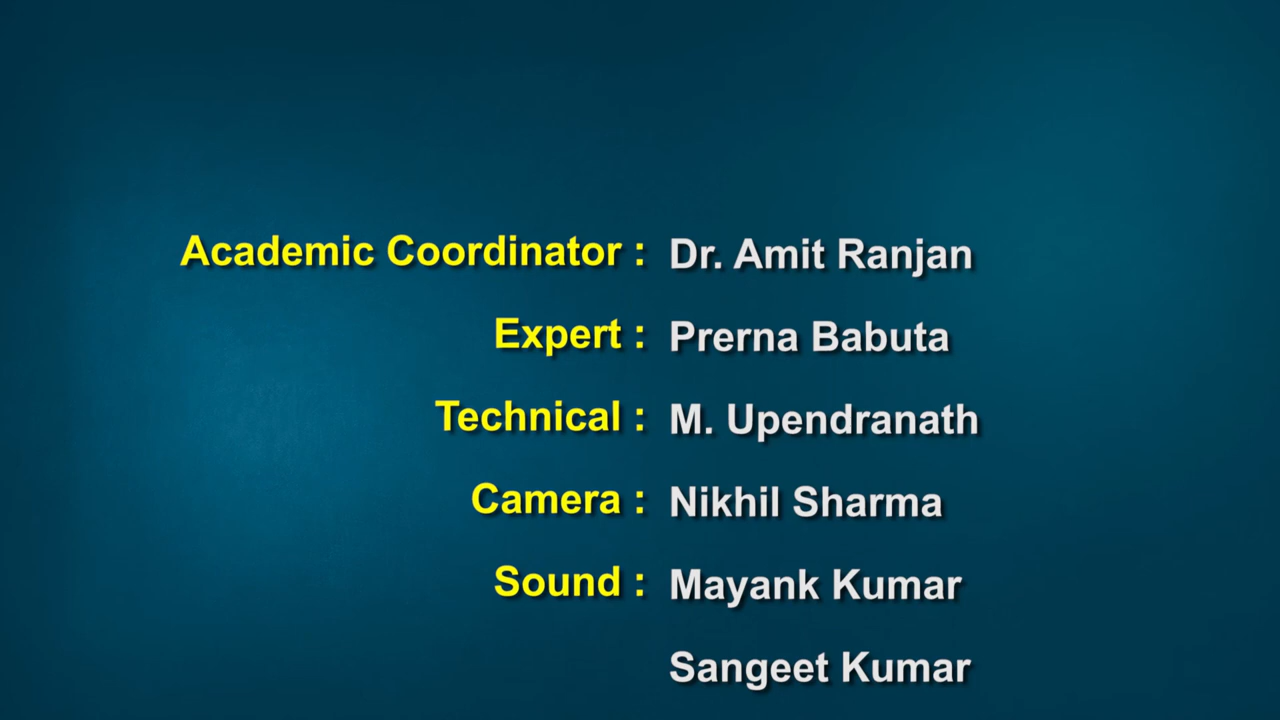 Academic Coordinator : Dr. Amit Ranjan
Expert : Prerna Babuta
Technical : M. Upendranath
Camera : Nikhil Sharma
Sound : Mayank Kumar
Sangeet Kumar